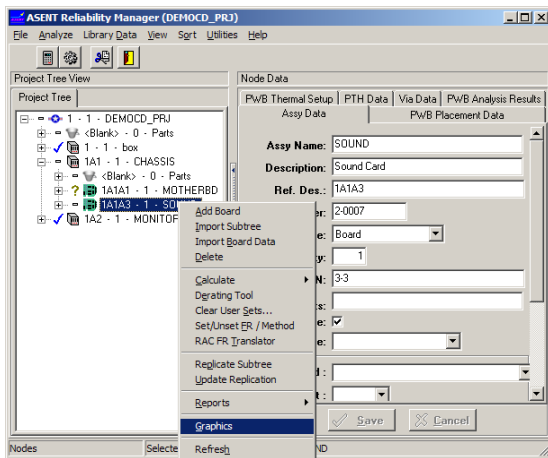 ASENT Reliability Manager (DEMOCD_PRJ)
File Analyze Library Data View Sort Utilities Help
Project Tree View
Node Data
Project Tree
PWB Thermal Setup PTH Data Via Data PWB Analysis Results
Assy Data PWB Placement Data
1 - 1 - DEMOCD_PRJ
<Blank> - 0 - Parts
1 - 1 - box
1A1 - 1 - CHASSIS
<Blank> - 0 - Parts
? 1A1A1 - 1 - MOTHERBD
1A1A3 - 1 - SOU
1A2 - 1 - MONITOR
Assy Name: SOUND
Description: Sound Card
Ref. Des.: 1A1A3
er: 2-0007
e: Board
y: 1
N: 3-3
s:
e:
e:
d :
t :
Add Board
Import Subtree
Import Board Data
Delete
Calculate
Derating Tool
Clear User Sets...
Set/Unset FR / Method
RAC FR Translator
Replicate Subtree
Update Replication
Reports
Graphics
Refresh
Save Cancel
Nodes Selecte ND